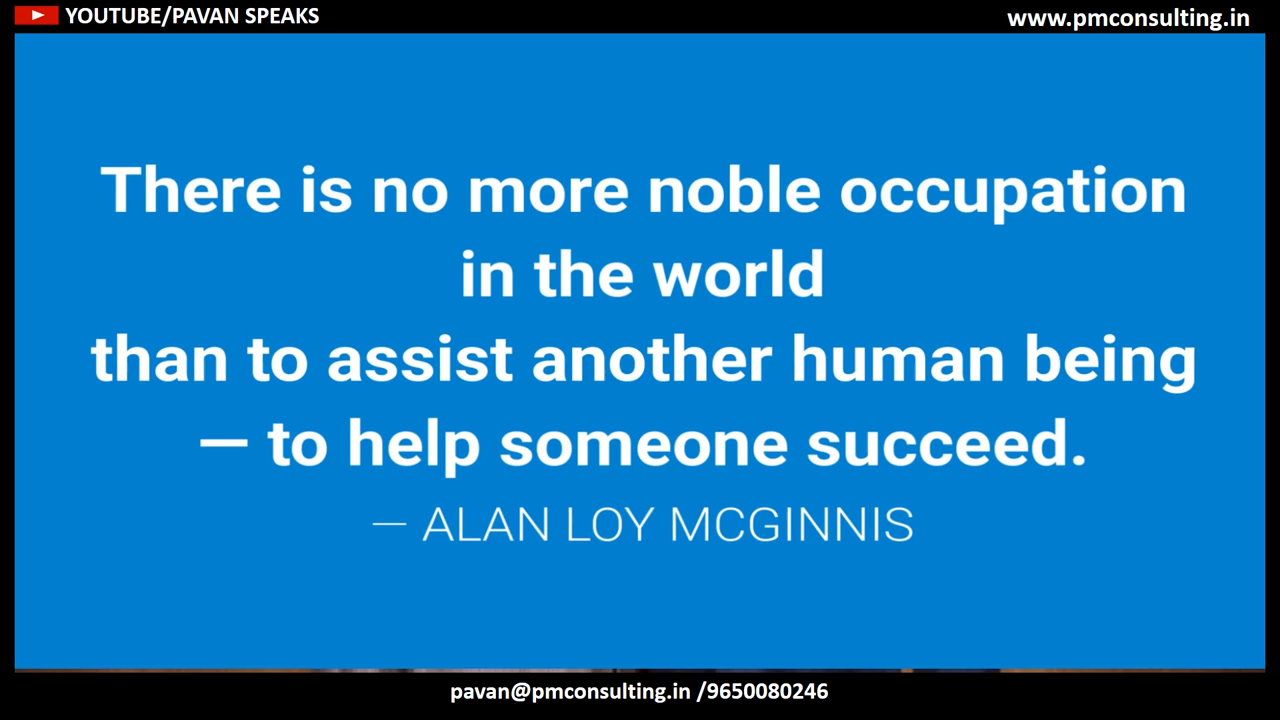 YOUTUBE/PAVAN SPEAKS
www.pmconsulting.in
There is no more noble occupation
in the world
than to assist another human being
— to help someone succeed.
— ALAN LOY MCGINNIS
pavan@pmconsulting.in /9650080246